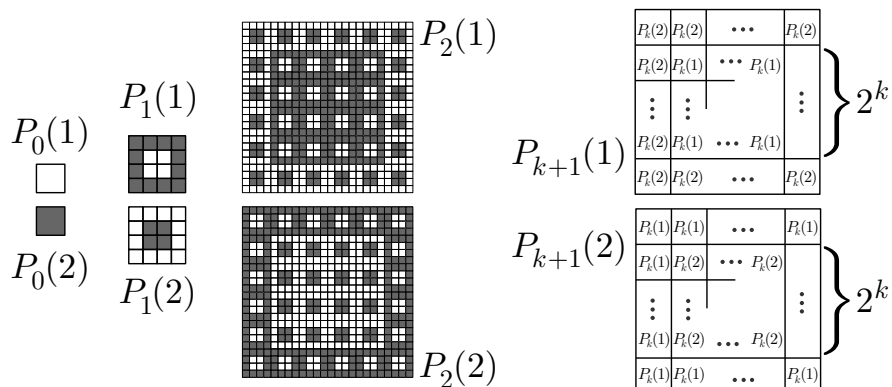 P_0(1)
P_0(2)
P_1(1)
P_1(2)
P_2(1)
P_2(2)
P_{k+1}(1)
P_k(2) P_k(2) ... P_k(2)
P_k(2) P_k(1) ... P_k(1)
⋮ ⋮ ⋮
P_k(2) P_k(1) ... P_k(1)
P_k(2) P_k(2) ... P_k(2)
2^k
P_{k+1}(2)
P_k(1) P_k(1) ... P_k(1)
P_k(1) P_k(2) ... P_k(2)
⋮ ⋮ ⋮
P_k(1) P_k(2) ... P_k(2)
P_k(1) P_k(1) ... P_k(1)
2^k